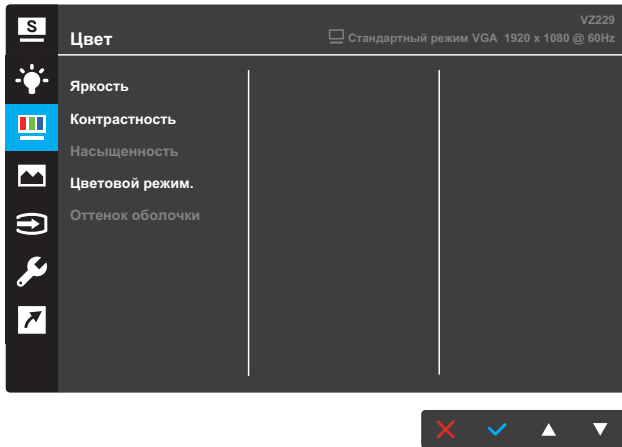 S
VZ229
Цвет
Стандартный режим VGA 1920 x 1080 @ 60Hz
Яркость
Контрастность
Насыщенность
Цветовой режим.
Оттенок оболочки